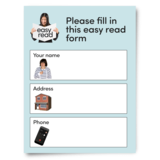 easy
read
Please fill in
this easy read
form
Your name
Address
Phone